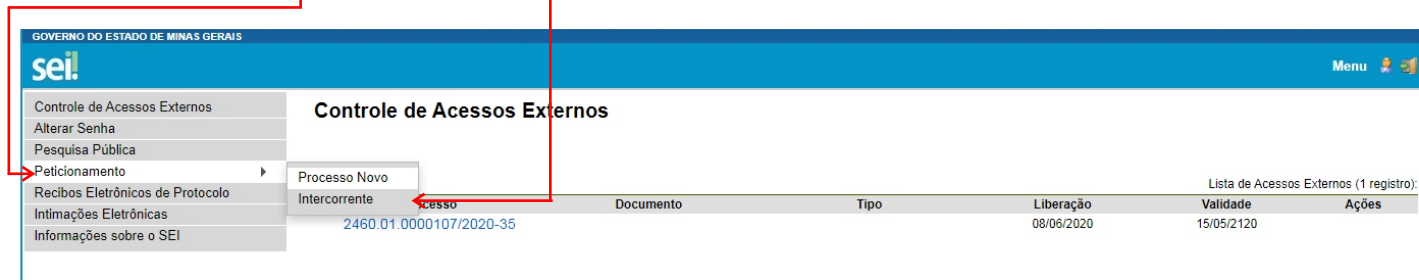 GOVERNO DO ESTADO DE MINAS GERAIS
sei!
Menu
Controle de Acessos Externos
Alterar Senha
Pesquisa Pública
Peticionamento
Recibos Eletrônicos de Protocolo
Intimações Eletrônicas
Informações sobre o SEI
Processo Novo
Intercorrente
Controle de Acessos Externos
Lista de Acessos Externos (1 registro):
Documento Tipo Liberação Validade Ações
2460.01.0000107/2020-35 08/06/2020 15/05/2120